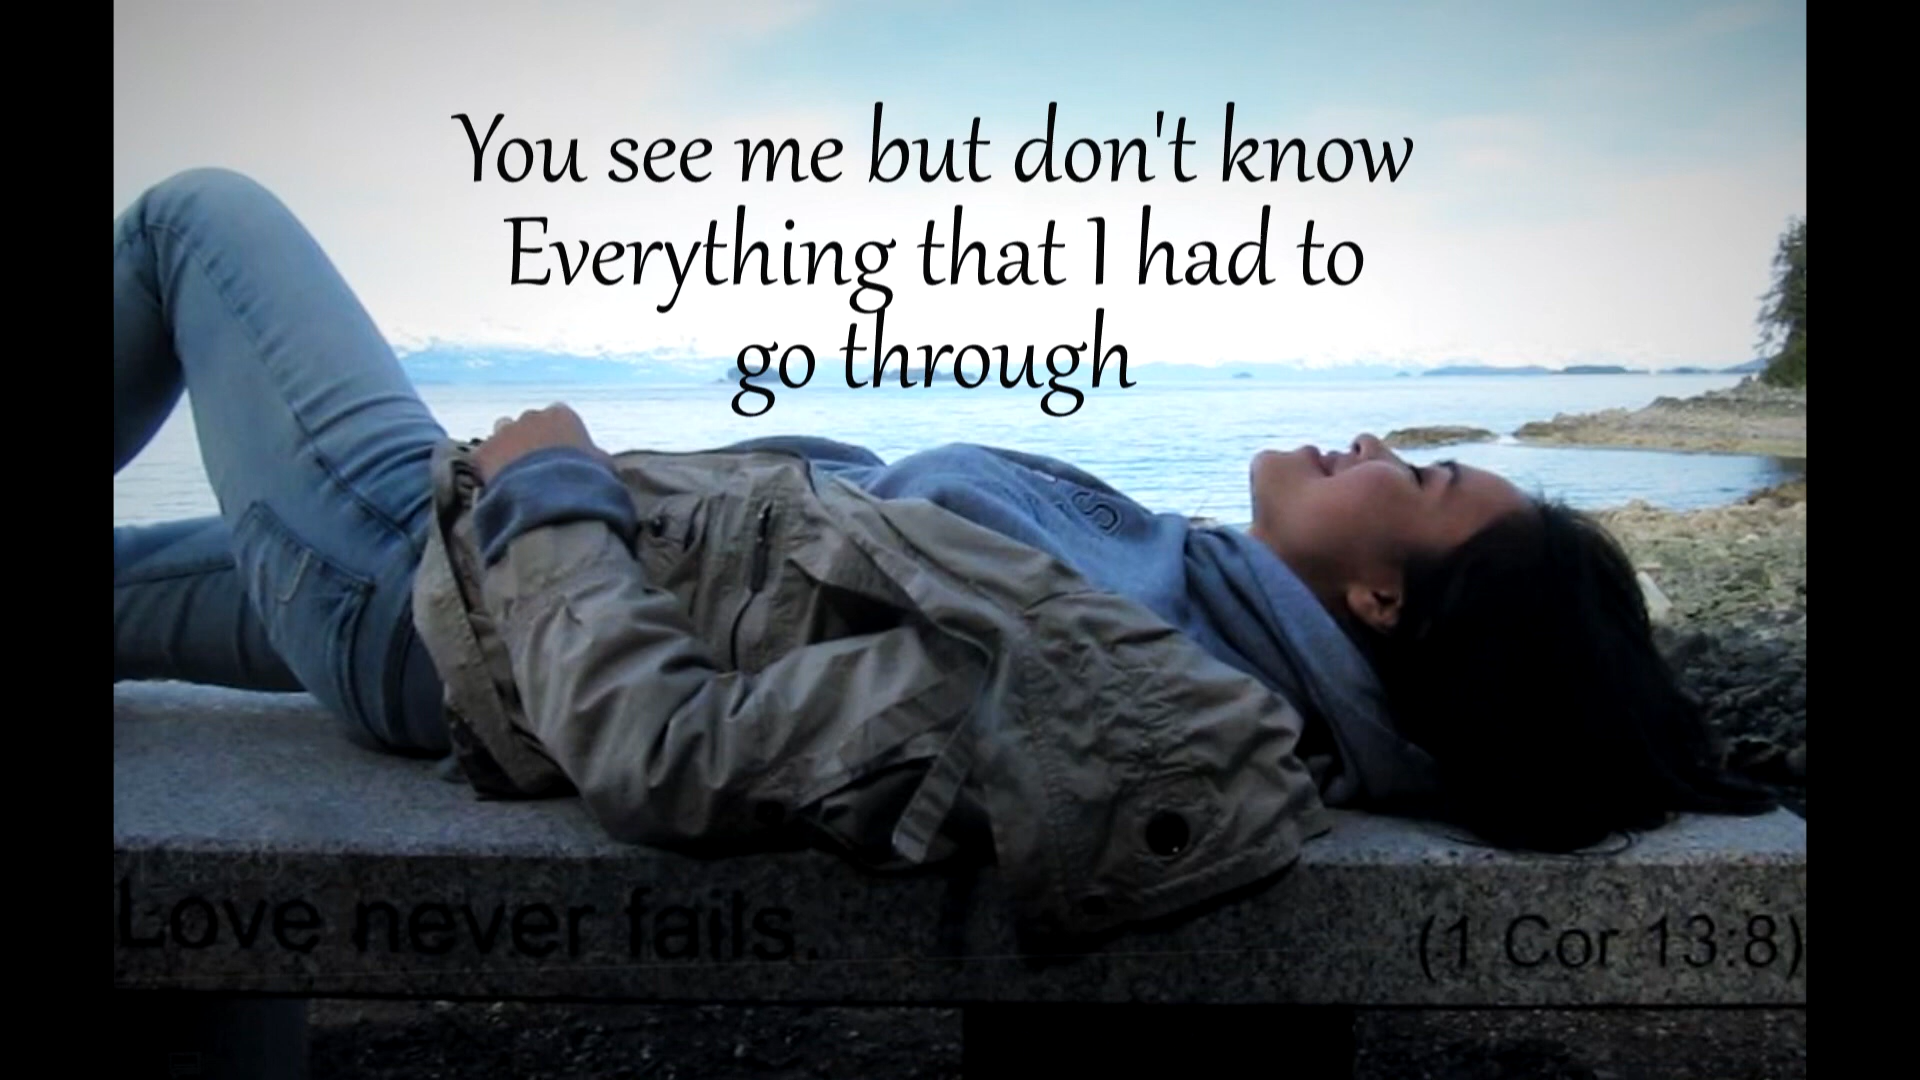 You see me but don't know
Everything that I had to
go through
S
Love never fails.
(1 Cor 13:8)